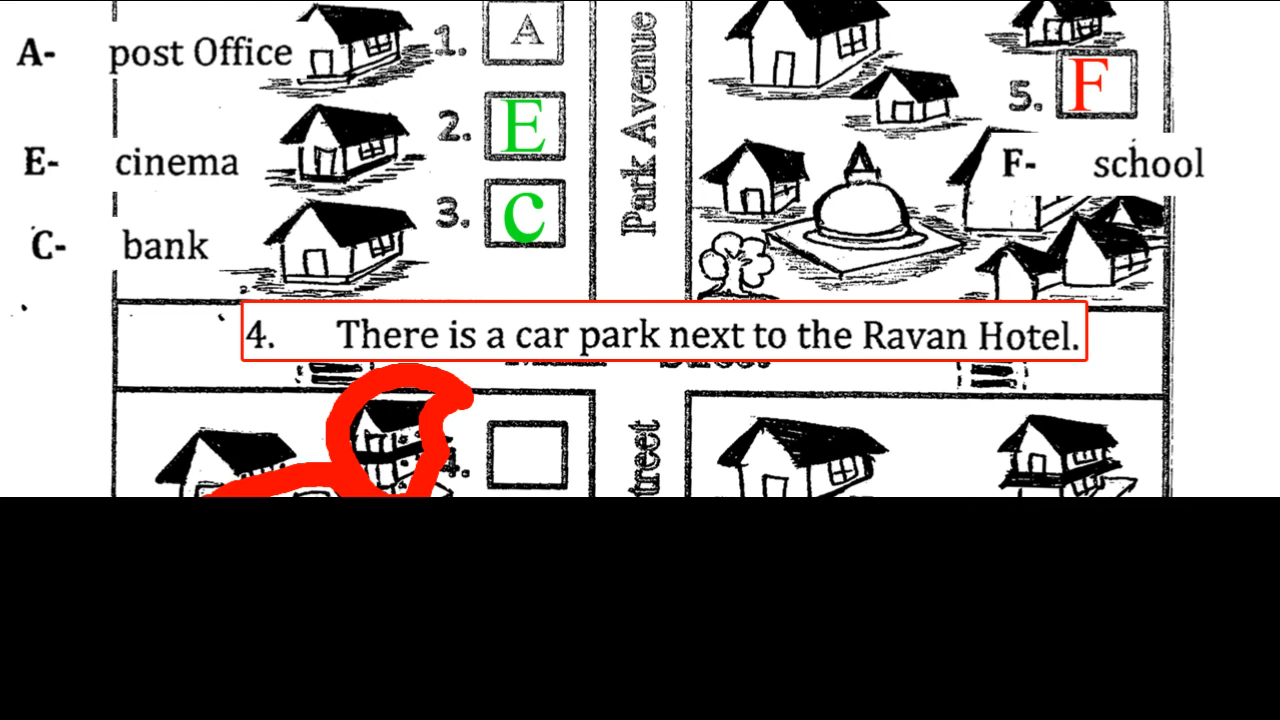 A- post Office
1. A
2. E
E- cinema
3. C
C- bank
Park Avenue
5. F
F- school
4. There is a car park next to the Ravan Hotel.
4.